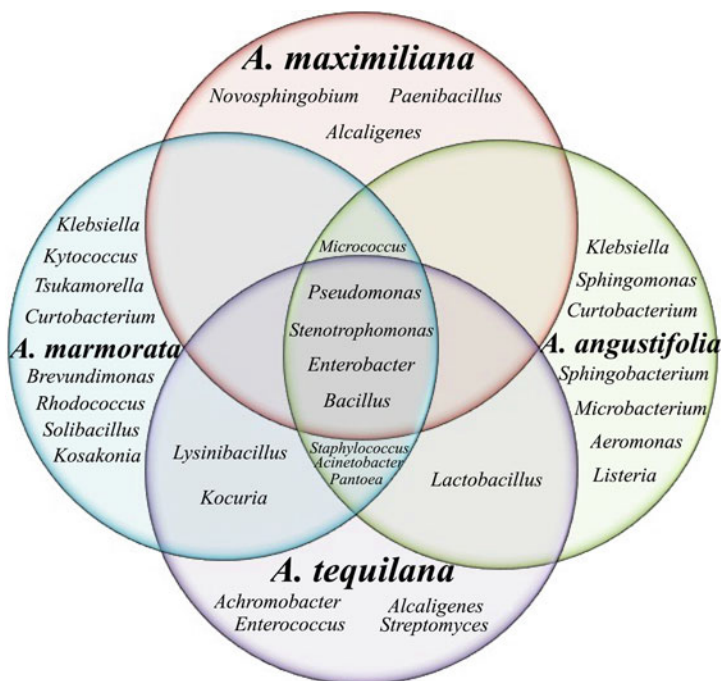 A. maximiliana
Novosphingobium Paenibacillus
Alcaligenes
Klebsiella
Kytococcus
Tsukamorella
Curtobacterium
A. marmorata
Brevundimonas
Rhodococcus
Solibacillus
Kosakonia
Micrococcus
Pseudomonas
Stenotrophomonas
Enterobacter
Bacillus
Klebsiella
Sphingomonas
Curtobacterium
A. angustifolia
Sphingobacterium
Microbacterium
Aeromonas
Listeria
Lysinibacillus
Kocuria
Staphylococcus
Acinetobacter
Pantoea
Lactobacillus
A. tequilana
Achromobacter Alcaligenes
Enterococcus Streptomyces